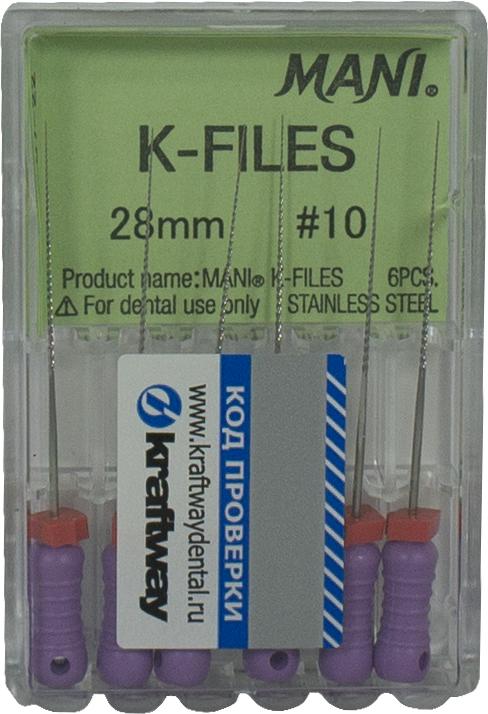 MANI®
K-FILES
28mm #10
Product name:MANI® K-FILES 6PCS.
⚠ For dental use only STAINLESS STEEL
КОД ПРОВЕРКИ
www.kraftwaydental.ru
kraftway